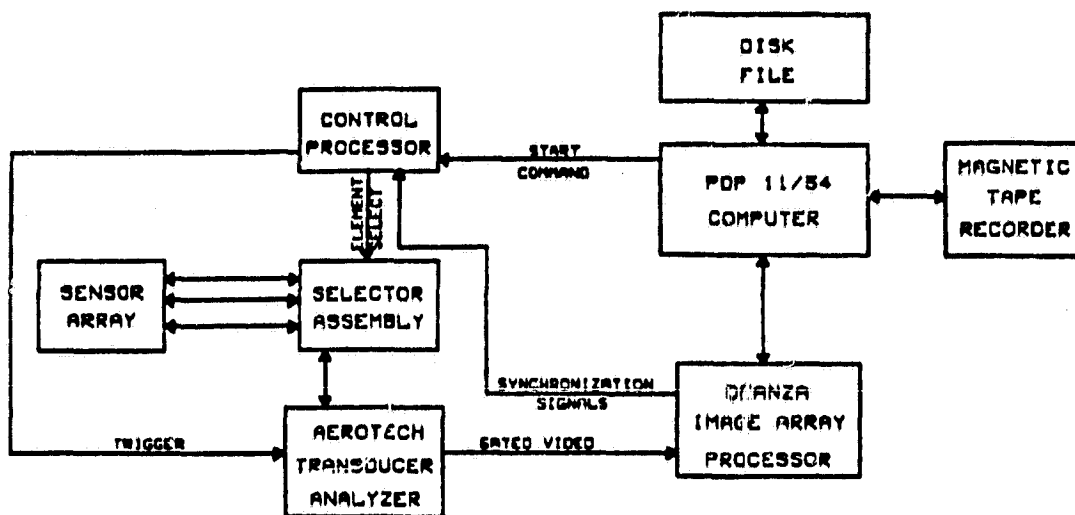 DISK
FILE
CONTROL
PROCESSOR
START
COMMAND
PDP 11/54
COMPUTER
MAGNETIC
TAPE
RECORDER
ELEMENT
SELECT
SENSOR
ARRAY
SELECTOR
ASSEMBLY
SYNCHRONIZATION
SIGNALS
IMAGE ARRAY
PROCESSOR
TRIGGER
AEROTECH
TRANSDUCER
ANALYZER
GATED VIDEO